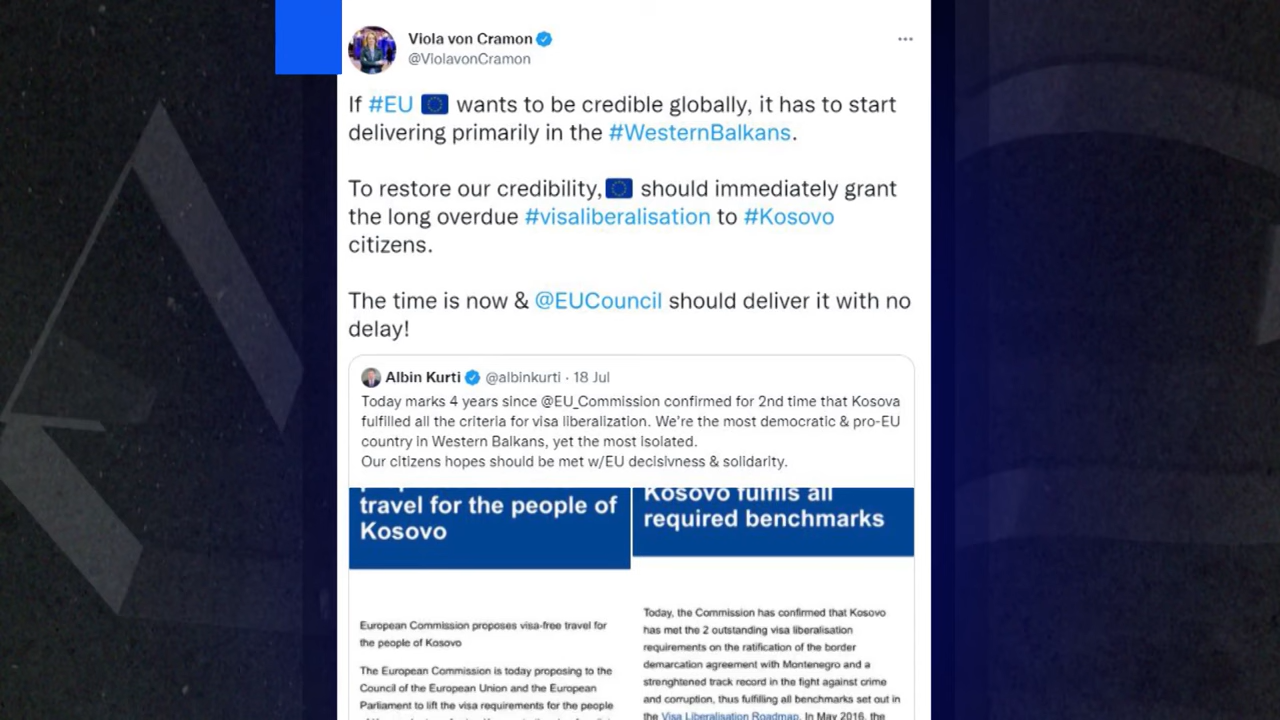 Viola von Cramon
@ViolavonCramon
If #EU wants to be credible globally, it has to start
delivering primarily in the #WesternBalkans.
To restore our credibility, should immediately grant
the long overdue #visaliberalisation to #Kosovo
citizens.
The time is now & @EUCouncil should deliver it with no
delay!
Albin Kurti @albinkurti · 18 Jul
Today marks 4 years since @EU_Commission confirmed for 2nd time that Kosova
fulfilled all the criteria for visa liberalization. We're the most democratic & pro-EU
country in Western Balkans, yet the most isolated.
Our citizens hopes should be met w/EU decisivness & solidarity.
travel for the people of
Kosovo
European Commission proposes visa-free travel for
the people of Kosovo
The European Commission is today proposing to the
Council of the European Union and the European
Parliament to lift the visa requirements for the people
Kosovo fulfils all
required benchmarks
Today, the Commission has confirmed that Kosovo
has met the 2 outstanding visa liberalisation
requirements on the ratification of the border
demarcation agreement with Montenegro and a
strenghtened track record in the fight against crime
and corruption, thus fulfilling all benchmarks set out in
the Visa Liberalisation Roadmap. In May 2016, the